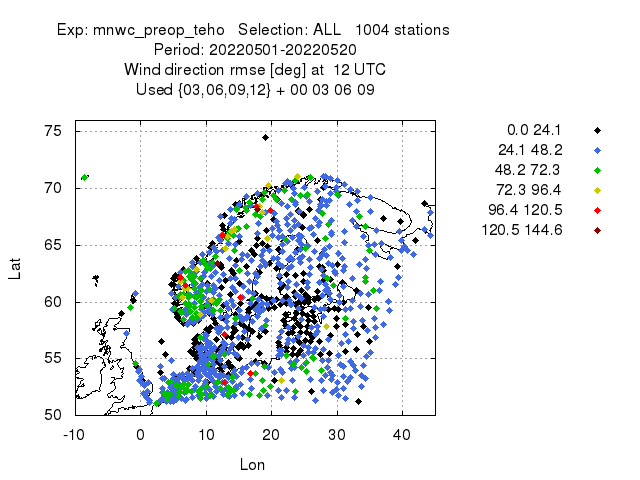 Exp: mnwc_preop_teho   Selection: ALL   1004 stations
Period: 20220501-20220520
Wind direction rmse [deg] at  12 UTC
Used {03,06,09,12} + 00 03 06 09
0.0 24.1
24.1 48.2
48.2 72.3
72.3 96.4
96.4 120.5
120.5 144.6
75
70
65
60
55
50
Lat
-10 0 10 20 30 40
Lon